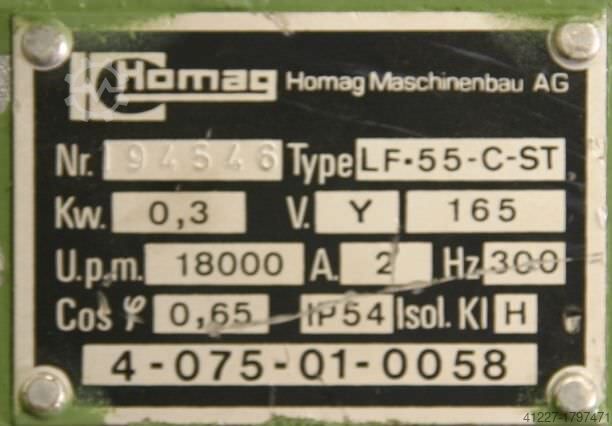 Homag Homag Maschinenbau AG
Nr. 194546 Type LF·55-C-ST
Kw. 0,3 V. Y 165
U.p.m. 18000 A. 2 Hz 300
Cos φ 0,65 IP54 Isol. Kl H
4-075-01-0058
41227-1797471